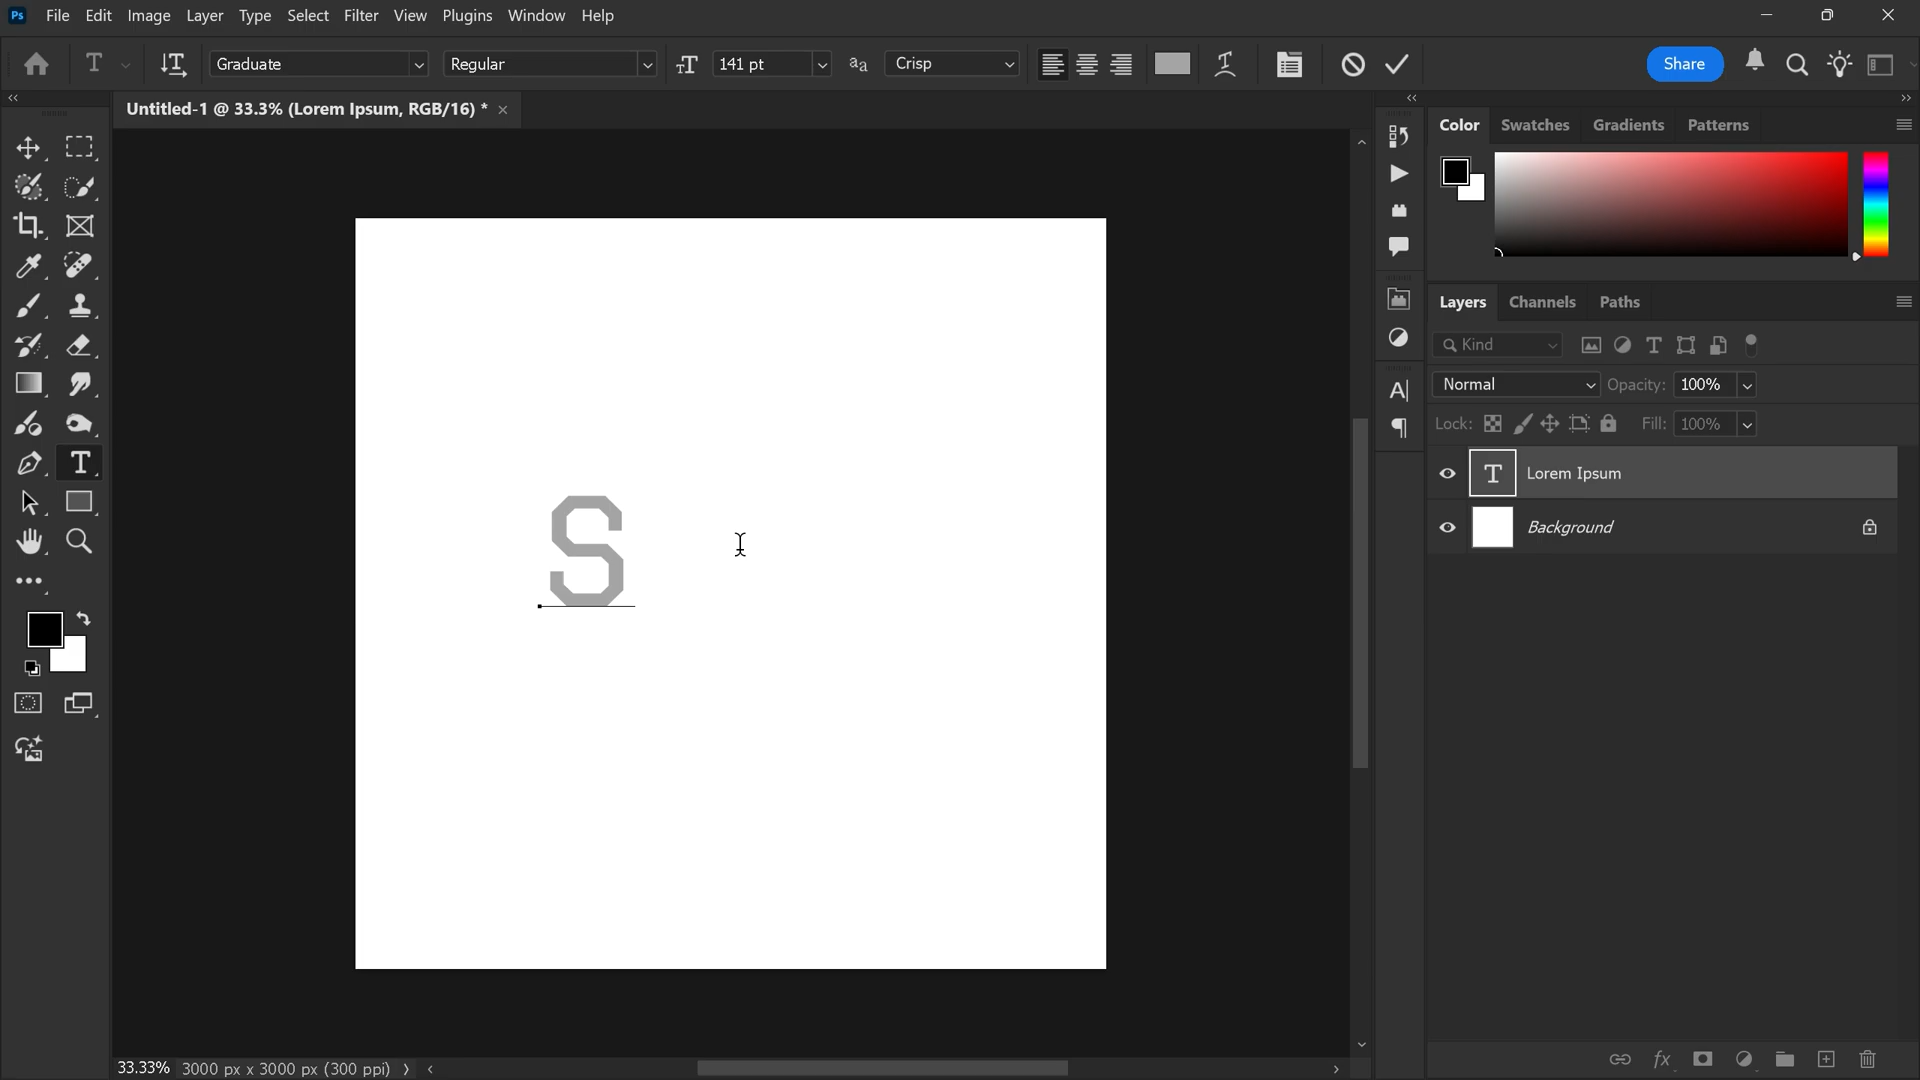 Ps File Edit Image Layer Type Select Filter View Plugins Window Help
T Graduate Regular 141 pt aa Crisp Share
Untitled-1 @ 33.3% (Lorem Ipsum, RGB/16) *
Color Swatches Gradients Patterns
Layers Channels Paths
Kind
Normal Opacity: 100%
Lock: Fill: 100%
T Lorem Ipsum
Background
S
33.33% 3000 px x 3000 px (300 ppi)
fx